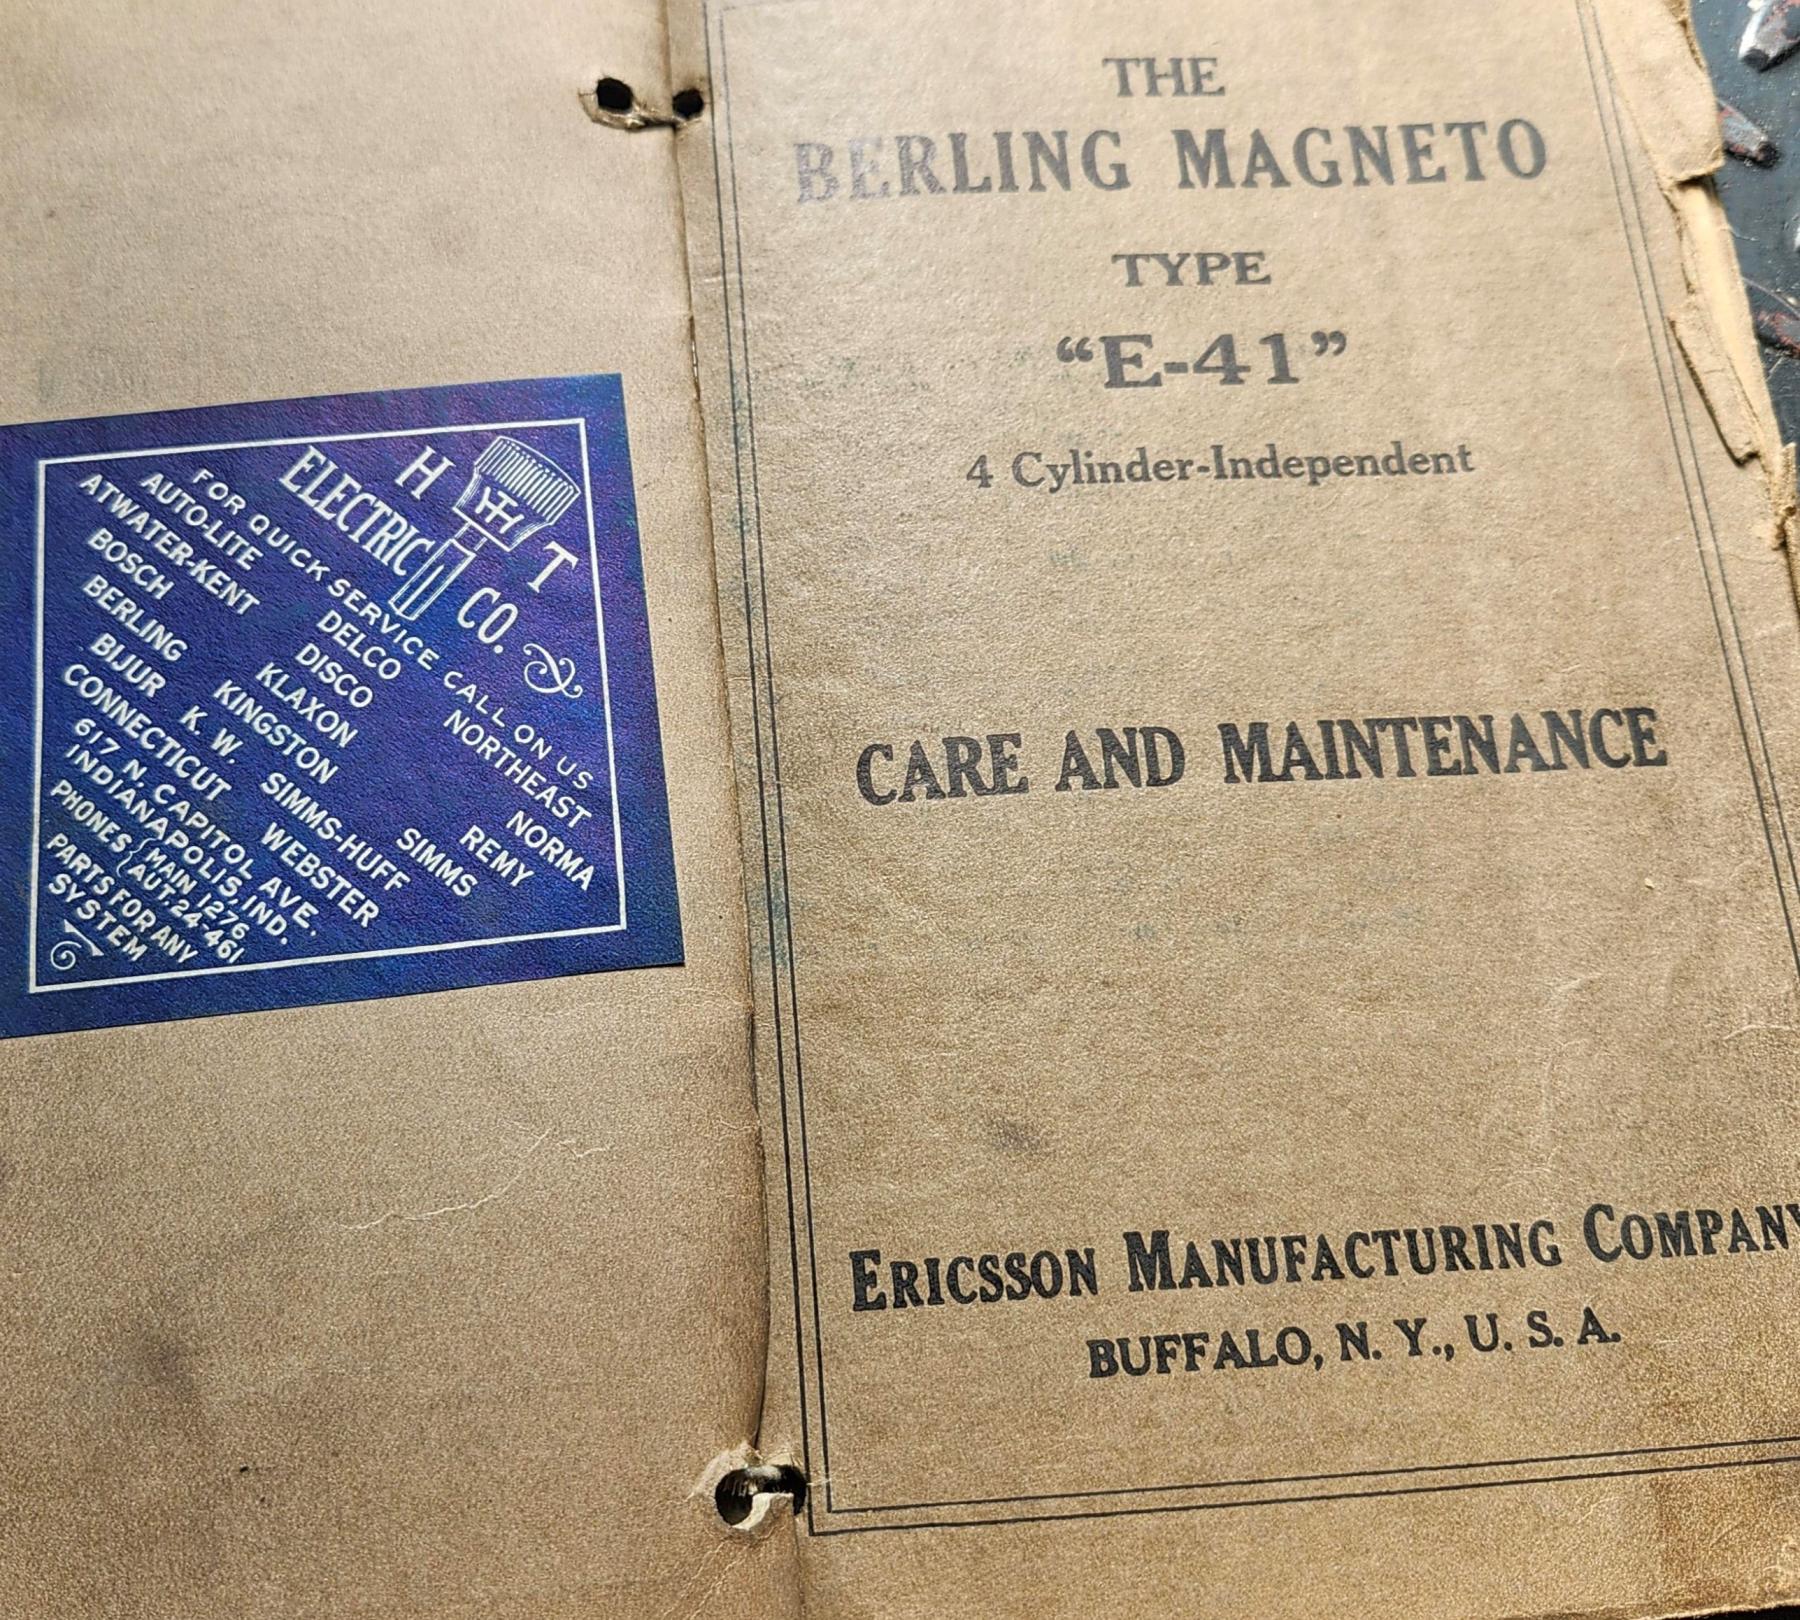 H T
ELECTRIC CO.
FOR QUICK SERVICE CALL ON US
AUTO-LITE DELCO NORTHEAST
ATWATER-KENT DISCO NORMA
BOSCH KLAXON REMY
BERLING KINGSTON SIMMS
BIJUR K. W. SIMMS-HUFF
CONNECTICUT WEBSTER
617 N. CAPITOL AVE.
INDIANAPOLIS, IND.
PHONES { MAIN 1276
AUT. 24-461
PARTS FOR ANY
SYSTEM
THE
BERLING MAGNETO
TYPE
“E-41”
4 Cylinder-Independent
CARE AND MAINTENANCE
ERICSSON MANUFACTURING COMPANY
BUFFALO, N. Y., U. S. A.